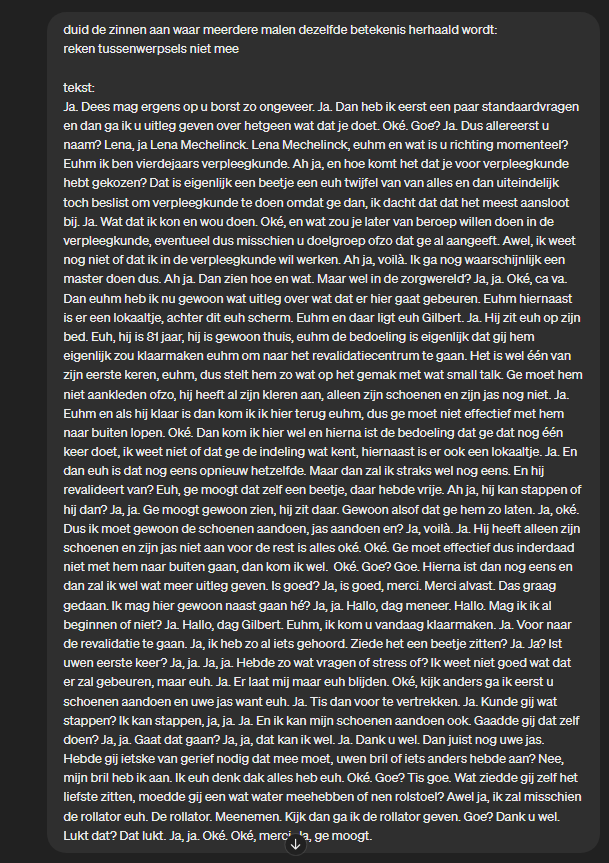 duid de zinnen aan waar meerdere malen dezelfde betekenis herhaald wordt:
reken tussenwerpsels niet mee
tekst:
Ja. Dees mag ergens op u borst zo ongeveer. Ja. Dan heb ik eerst een paar standaardvragen
en dan ga ik u uitleg geven over hetgeen wat dat je doet. Oké. Goe? Ja. Dus allereerst u
naam? Lena, ja Lena Mechelinck. Lena Mechelinck, euhm en wat is u richting momenteel?
Euhm ik ben vierdejaars verpleegkunde. Ah ja, en hoe komt het dat je voor verpleegkunde
hebt gekozen? Dat is eigenlijk een beetje een euh twijfel van van alles en dan uiteindelijk
toch beslist om verpleegkunde te doen omdat ge dan, ik dacht dat dat het meest aansloot
bij. Ja. Wat dat ik kon en wou doen. Oké, en wat zou je later van beroep willen doen in de
verpleegkunde, eventueel dus misschien u doelgroep ofzo dat ge al aangeeft. Awel, ik weet
nog niet of dat ik in de verpleegkunde wil werken. Ah ja, voilà. Ik ga nog waarschijnlijk een
master doen dus. Ah ja. Dan zien hoe en wat. Maar wel in de zorgwereld? Ja, ja. Oké, ca va.
Dan euhm heb ik nu gewoon wat uitleg over wat dat er hier gaat gebeuren. Euhm hiernaast
is er een lokaaltje, achter dit euh scherm. Euhm en daar ligt euh Gilbert. Ja. Hij zit euh op zijn
bed. Euh, hij is 81 jaar, hij is gewoon thuis, euhm de bedoeling is eigenlijk dat gij hem
eigenlijk zou klaarmaken euhm om naar het revalidatiecentrum te gaan. Het is wel één van
zijn eerste keren, euhm, dus stelt hem zo wat op het gemak met wat small talk. Ge moet hem
niet aankleden ofzo, hij heeft al zijn kleren aan, alleen zijn schoenen en zijn jas nog niet. Ja.
Euhm en als hij klaar is dan kom ik ik hier terug euhm, dus ge moet niet effectief met hem
naar buiten lopen. Oké. Dan kom ik hier wel en hierna ist de bedoeling dat ge dat nog één
keer doet, ik weet niet of dat ge de indeling wat kent, hiernaast is er ook een lokaaltje. Ja. En
dan euh is dat nog eens opnieuw hetzelfde. Maar dan zal ik straks wel nog eens. En hij
revalideert van? Euh, ge moogt dat zelf een beetje, daar hebde vrije. Ah ja, hij kan stappen of
hij dan? Ja, ja. Ge moogt gewoon zien, hij zit daar. Gewoon alsof dat ge hem zo laten. Ja, oké.
Dus ik moet gewoon de schoenen aandoen, jas aandoen en? Ja, voilà. Ja. Hij heeft alleen zijn
schoenen en zijn jas niet aan voor de rest is alles oké. Oké. Ge moet effectief dus inderdaad
niet met hem naar buiten gaan, dan kom ik wel. Oké. Goe? Goe. Hierna ist dan nog eens en
dan zal ik wel wat meer uitleg geven. Is goed? Ja, is goed, merci. Merci alvast. Das graag
gedaan. Ik mag hier gewoon naast gaan hé? Ja, ja. Hallo, dag meneer. Hallo. Mag ik ik al
beginnen of niet? Ja. Hallo, dag Gilbert. Euhm, ik kom u vandaag klaarmaken. Ja. Voor naar
de revalidatie te gaan. Ja, ik heb zo al iets gehoord. Ziede het een beetje zitten? Ja. Ja? Ist
uwen eerste keer? Ja, ja. Ja, ja. Hebde zo wat vragen of stress of? Ik weet niet goed wat dat
er zal gebeuren, maar euh. Ja. Er laat mij maar euh blijden. Oké, kijk anders ga ik eerst u
schoenen aandoen en uwe jas want euh. Ja. Tis dan voor te vertrekken. Ja. Kunde gij wat
stappen? Ik kan stappen, ja, ja. Ja. En ik kan mijn schoenen aandoen ook. Gaadde gij dat zelf
doen? Ja, ja. Gaat dat gaan? Ja, ja, dat kan ik wel. Ja. Dank u wel. Dan juist nog uwe jas.
Hebde gij ietske van gerief nodig dat mee moet, uwen bril of iets anders hebde aan? Nee,
mijn bril heb ik aan. Ik euh denk dak alles heb euh. Oké. Goe? Tis goe. Wat ziedde gij zelf het
liefste zitten, moedde gij een wat water meehebben of nen rolstoel? Awel ja, ik zal misschien
de rollator euh. De rollator. Meenemen. Kijk dan ga ik de rollator geven. Goe? Dank u wel.
Lukt dat? Dat lukt. Ja, ja. Oké. Oké, merci. Ja, ge moogt.